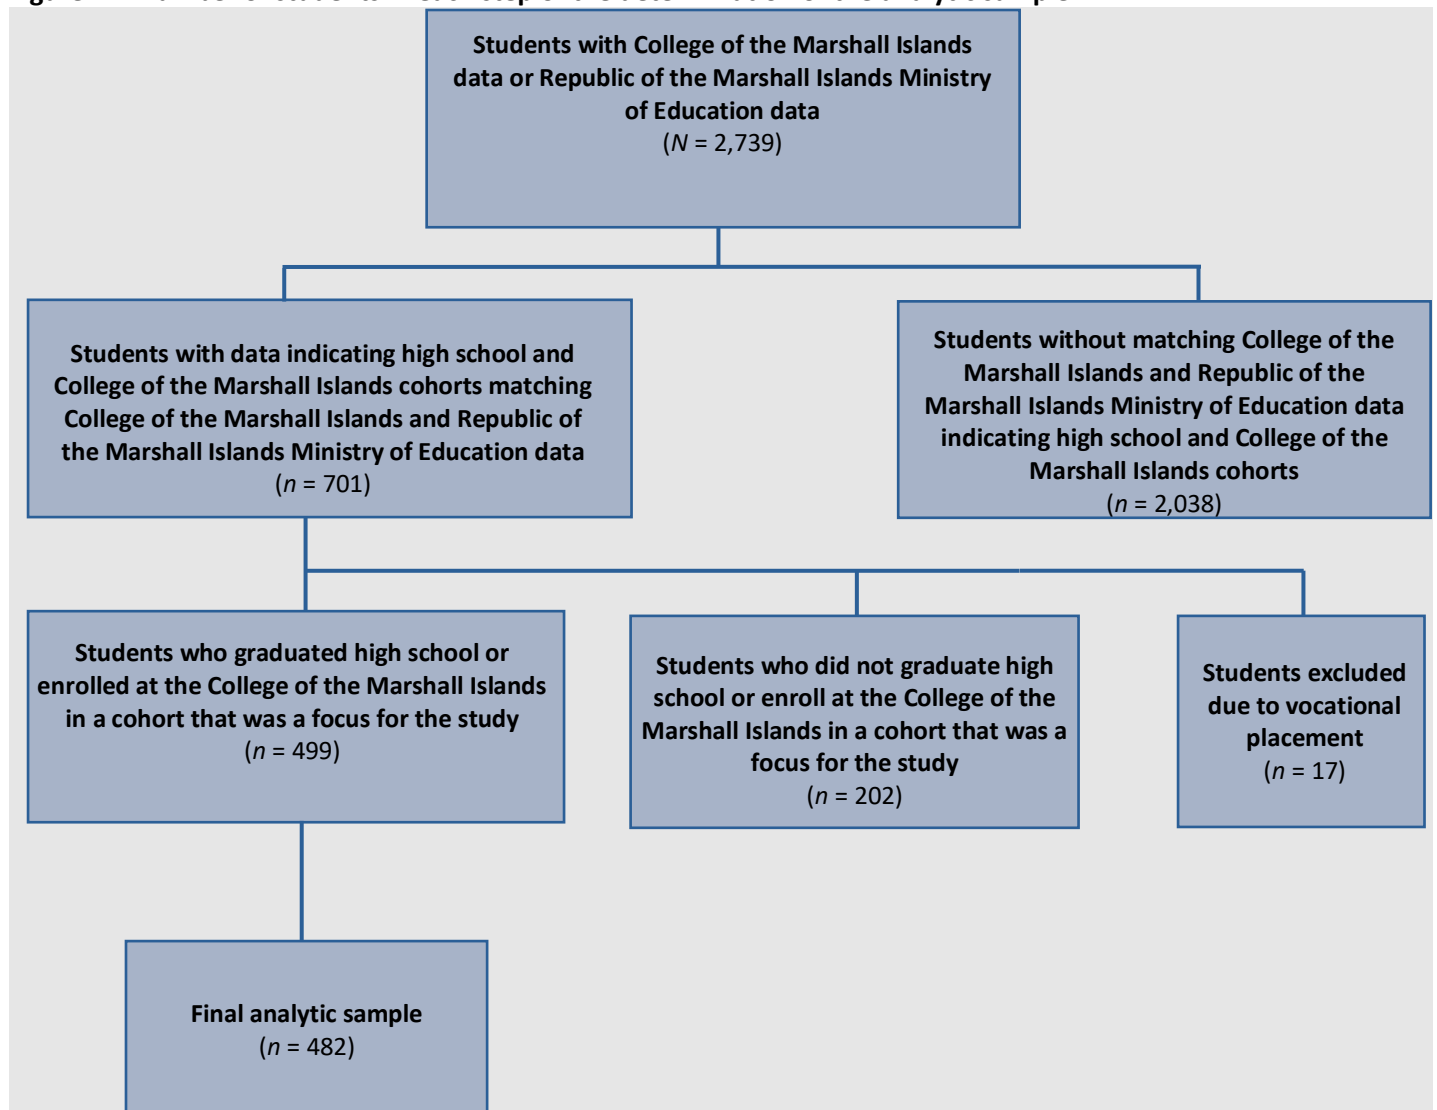 Students with College of the Marshall Islands
data or Republic of the Marshall Islands Ministry
of Education data
(N = 2,739)
Students with data indicating high school and
College of the Marshall Islands cohorts matching
College of the Marshall Islands and Republic of
the Marshall Islands Ministry of Education data
(n = 701)
Students without matching College of the
Marshall Islands and Republic of the
Marshall Islands Ministry of Education data
indicating high school and College of the
Marshall Islands cohorts
(n = 2,038)
Students who graduated high school or
enrolled at the College of the Marshall Islands
in a cohort that was a focus for the study
(n = 499)
Students who did not graduate high
school or enroll at the College of the
Marshall Islands in a cohort that was a
focus for the study
(n = 202)
Students excluded
due to vocational
placement
(n = 17)
Final analytic sample
(n = 482)